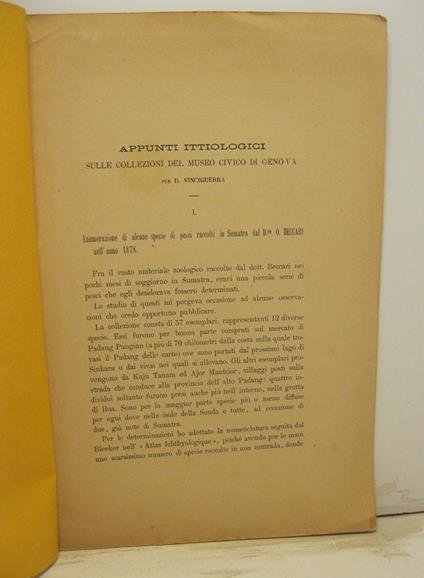 APPUNTI ITTIOLOGICI
SULLE COLLEZIONI DEL MUSEO CIVICO DI GENOVA
PER D. VINCIGUERRA
I.
Enumerazione di alcune specie di pesci raccolti in Sumatra dal D.re O. BECCARI
nell'anno 1878.
Fra il vasto materiale zoologico raccolto dal dott. Beccari nei
pochi mesi di soggiorno in Sumatra, eravi una piccola serie di
pesci che egli desiderava fossero determinati.
Lo studio di questi mi porgeva occasione ad alcune osserva-
zioni che credo opportuno pubblicare.
La collezione consta di 57 esemplari, rappresentanti 12 diverse
specie. Essi furono per buona parte comprati sul mercato di
Padang Pangian (a più di 70 chilometri dalla costa sulla quale tro-
vasi il Padang delle carte) ove sono portati dal prossimo lago di
Sinkara o dai vivai nei quali si allevano. Gli altri esemplari pro-
vengono da Kajù Tanam ed Ajer Mantcior, villaggi posti sulla
strada che conduce alla provincia dell'alto Padang: quattro in-
dividui soltanto furono presi anche più nell'interno, nella grotta
di Bua. Sono per la maggior parte specie più o meno diffuse
per ogni dove nelle isole della Sonda e tutte, ad eccezione di
due, già note di Sumatra.
Per le determinazioni ho adottato la nomenclatura seguita dal
Bleeker nell' « Atlas Ichthyologique », poichè avendo per le mani
uno scarsissimo numero di specie raccolte in una contrada, donde